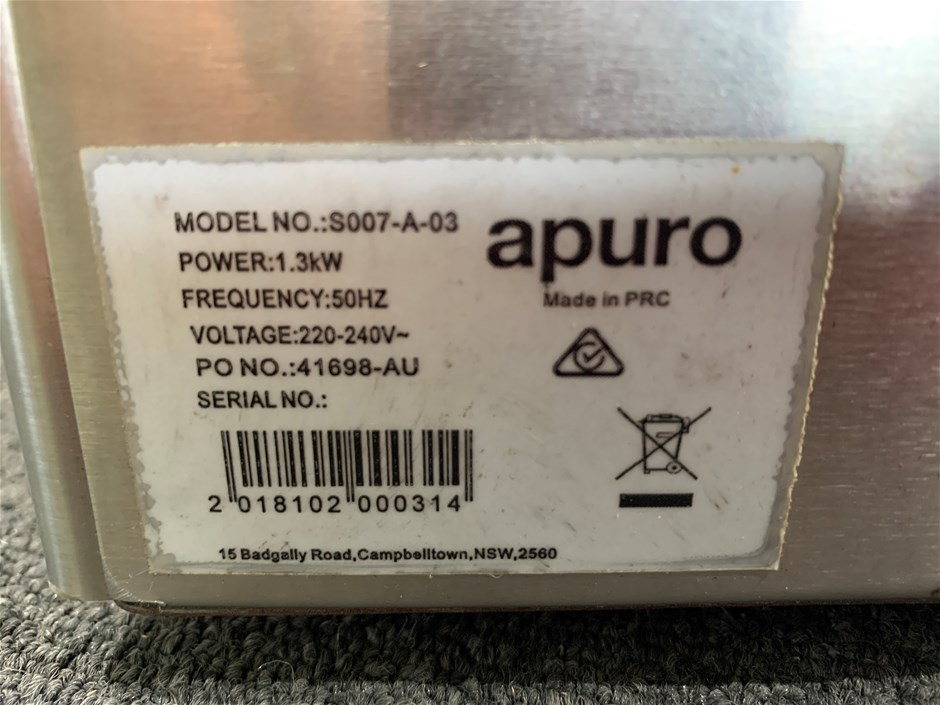 MODEL NO.:S007-A-03
POWER:1.3kW
FREQUENCY:50HZ
VOLTAGE:220-240V~
PO NO.:41698-AU
SERIAL NO.:
2 018102 000314
apuro
Made in PRC
15 Badgally Road,Campbelltown,NSW,2560